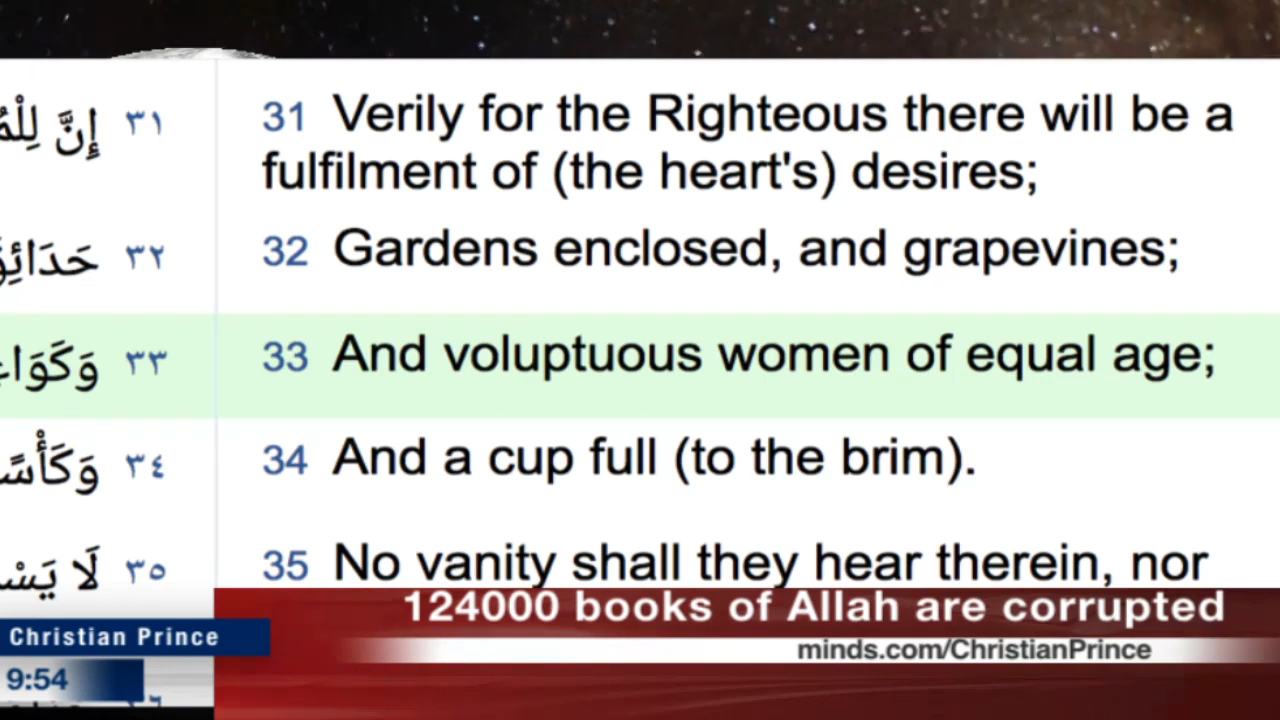 إِنَّ ٣١
31 Verily for the Righteous there will be a
fulfilment of (the heart's) desires;
٣٢
32 Gardens enclosed, and grapevines;
٣٣
33 And voluptuous women of equal age;
٣٤
34 And a cup full (to the brim).
لَا ٣٥
35 No vanity shall they hear therein, nor
124000 books of Allah are corrupted
Christian Prince
minds.com/ChristianPrince
9:54